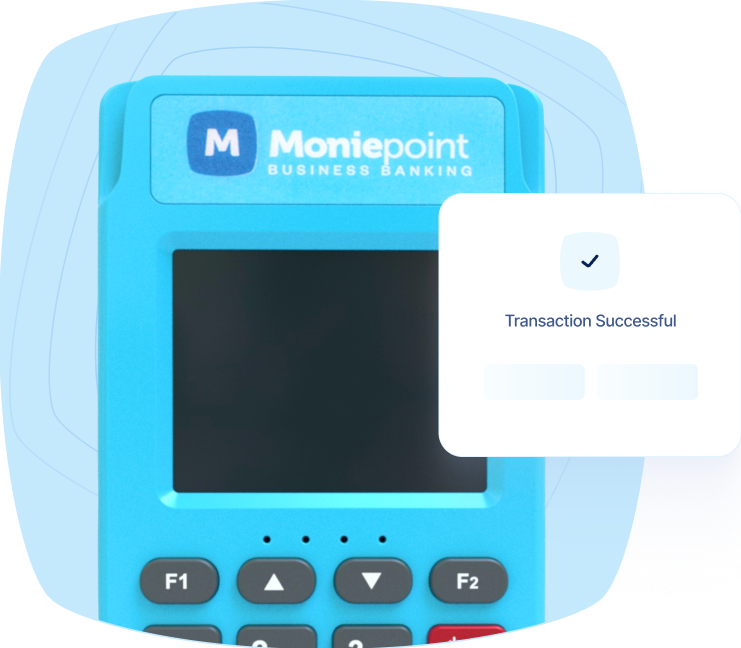 M Moniepoint
BUSINESS BANKING
Transaction Successful
F1 ▲ ▼ F2